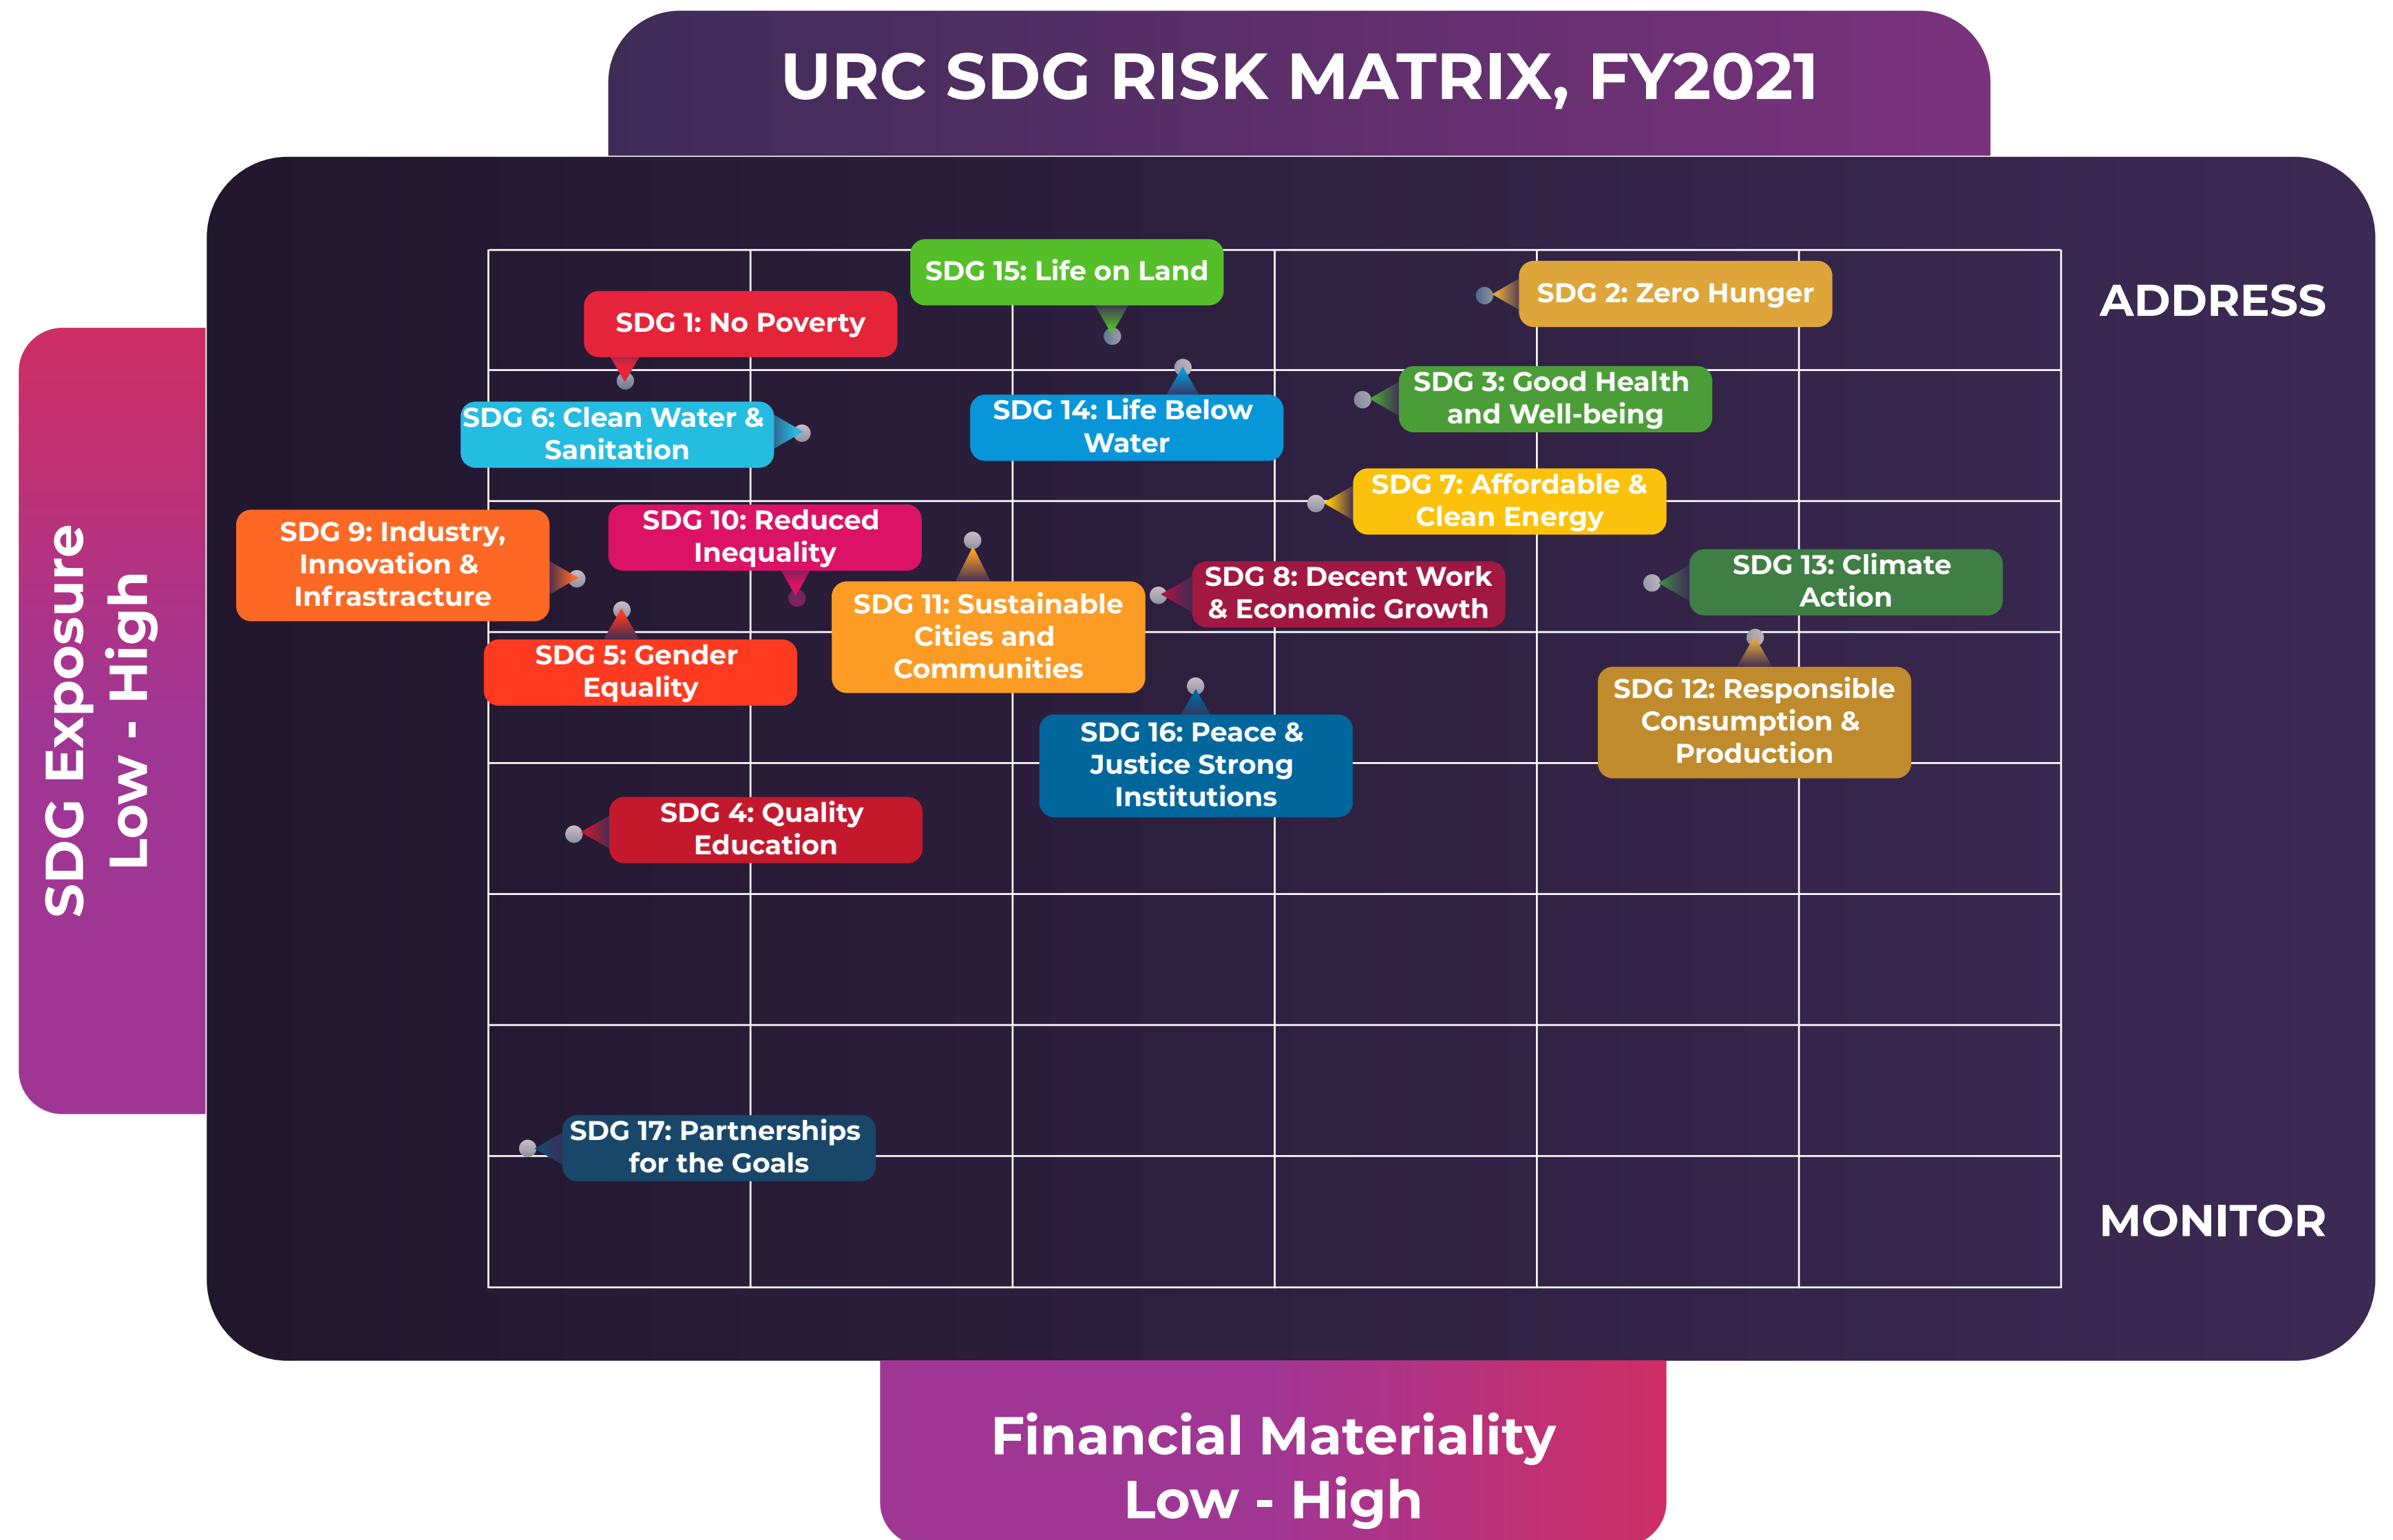 URC SDG RISK MATRIX, FY2021
SDG Exposure
Low - High
ADDRESS
SDG 15: Life on Land
SDG 2: Zero Hunger
SDG 1: No Poverty
SDG 6: Clean Water &
Sanitation
SDG 14: Life Below
Water
SDG 3: Good Health
and Well-being
SDG 7: Affordable &
Clean Energy
SDG 9: Industry,
Innovation &
Infrastracture
SDG 10: Reduced
Inequality
SDG 11: Sustainable
Cities and
Communities
SDG 8: Decent Work
& Economic Growth
SDG 13: Climate
Action
SDG 5: Gender
Equality
SDG 16: Peace &
Justice Strong
Institutions
SDG 12: Responsible
Consumption &
Production
SDG 4: Quality
Education
SDG 17: Partnerships
for the Goals
MONITOR
Financial Materiality
Low - High